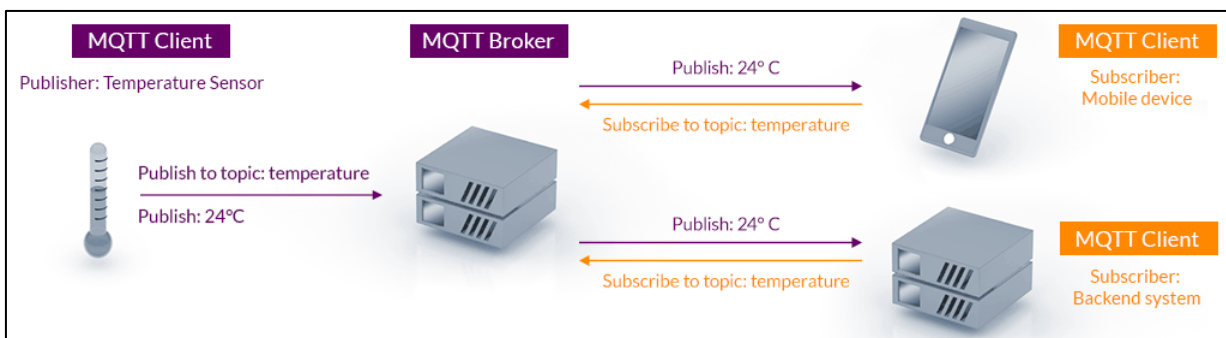 MQTT Client
Publisher: Temperature Sensor
Publish to topic: temperature
Publish: 24°C
MQTT Broker
Publish: 24° C
Subscribe to topic: temperature
MQTT Client
Subscriber:
Mobile device
Publish: 24° C
Subscribe to topic: temperature
MQTT Client
Subscriber:
Backend system